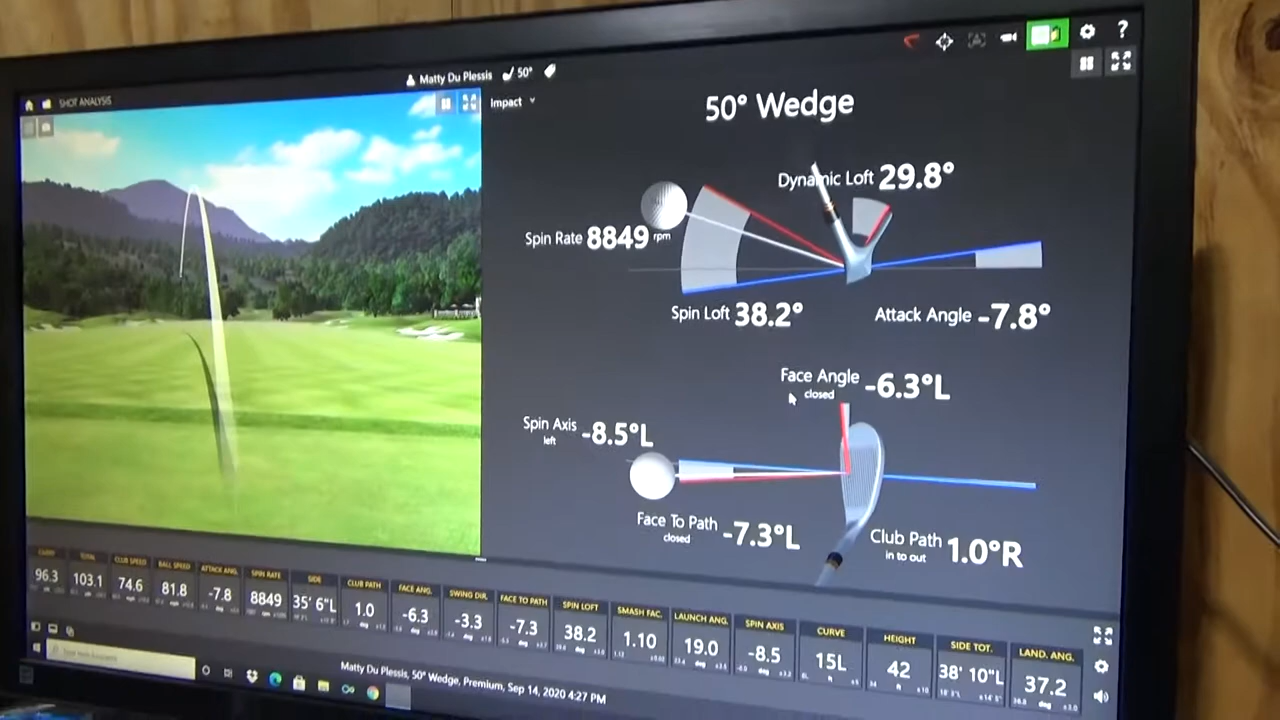 Matty Du Plessis 50°
SHOT ANALYSIS
Impact
50° Wedge
Dynamic Loft 29.8°
Spin Rate 8849 rpm
Spin Loft 38.2°
Attack Angle -7.8°
Face Angle -6.3°L
closed
Spin Axis -8.5°L
left
Face To Path -7.3°L
closed
Club Path 1.0°R
in to out
CARRY TOTAL CLUB SPEED BALL SPEED ATTACK ANG. SPIN RATE SIDE CLUB PATH FACE ANG. SWING DIR. FACE TO PATH SPIN LOFT SMASH FAC. LAUNCH ANG. SPIN AXIS CURVE HEIGHT SIDE TOT. LAND. ANG.
96.3 103.1 74.6 81.8 -7.8 8849 35' 6"L 1.0 -6.3 -3.3 -7.3 38.2 1.10 19.0 -8.5 15L 42 38' 10"L 37.2
Matty Du Plessis, 50° Wedge, Premium, Sep 14, 2020 4:27 PM